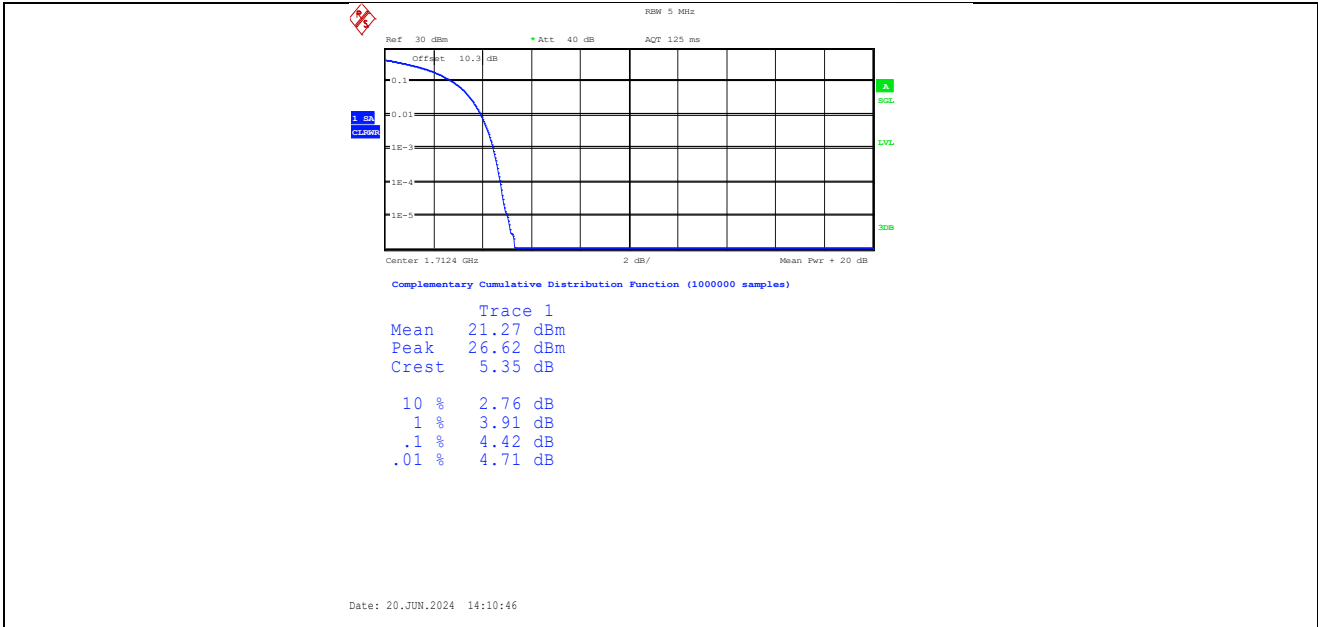 R S
RBW 5 MHz
Ref 30 dBm *Att 40 dB AQT 125 ms
Offset 10.3 dB
0.1
A
SGL
0.01
1 SA
CLRWR
1E-3
LVL
1E-4
1E-5
3DB
Center 1.7124 GHz 2 dB/ Mean Pwr + 20 dB
Complementary Cumulative Distribution Function (1000000 samples)
Trace 1
Mean 21.27 dBm
Peak 26.62 dBm
Crest 5.35 dB
10 % 2.76 dB
1 % 3.91 dB
.1 % 4.42 dB
.01 % 4.71 dB
Date: 20.JUN.2024 14:10:46